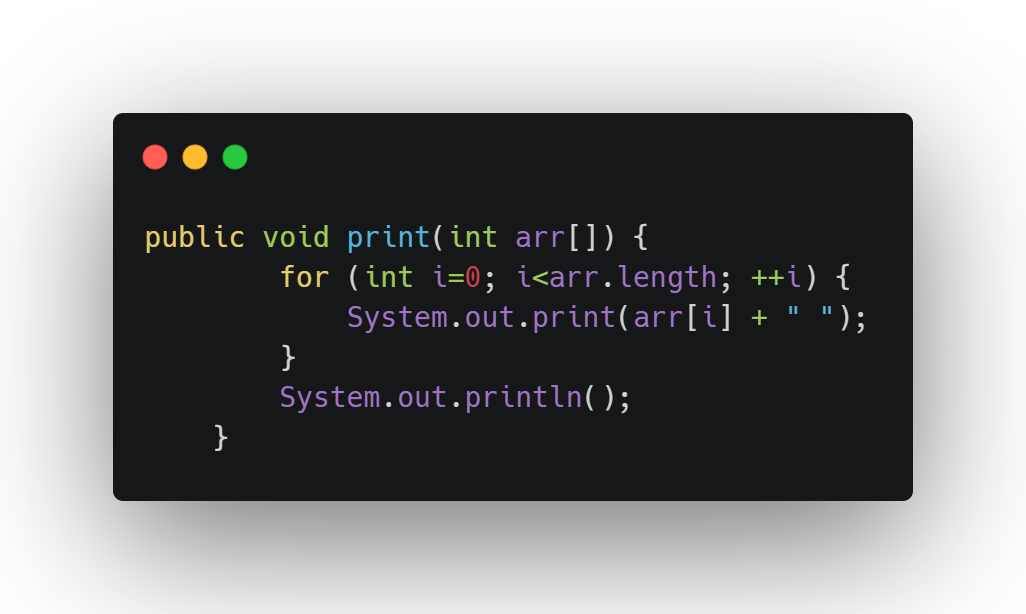 public void print(int arr[]) {
        for (int i=0; i<arr.length; ++i) {
            System.out.print(arr[i] + " ");
        }
        System.out.println();
    }